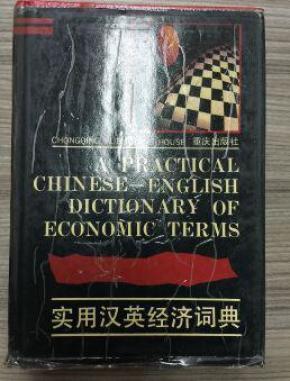 CHONGQING PUBLISHING HOUSE 重庆出版社
A PRACTICAL
CHINESE-ENGLISH
DICTIONARY OF
ECONOMIC TERMS
实用汉英经济词典